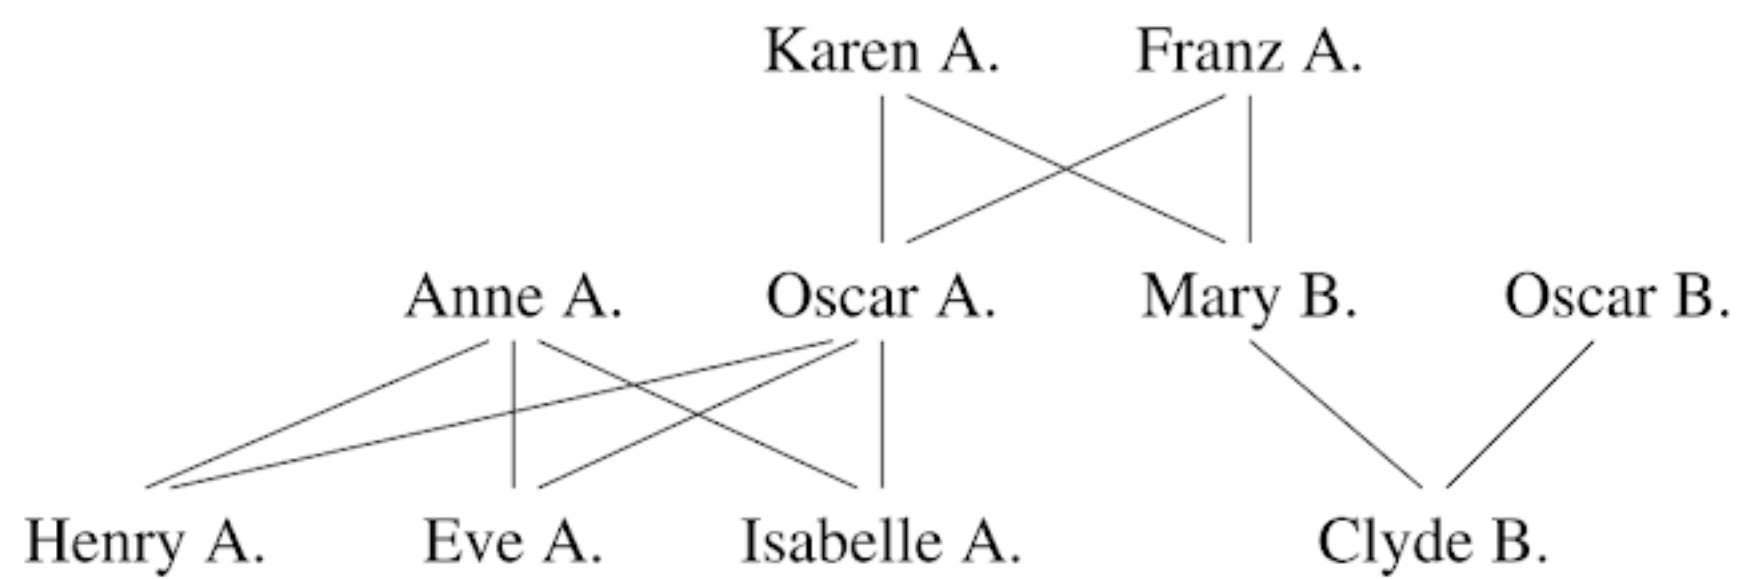 Karen A. Franz A.
Anne A. Oscar A. Mary B. Oscar B.
Henry A. Eve A. Isabelle A. Clyde B.